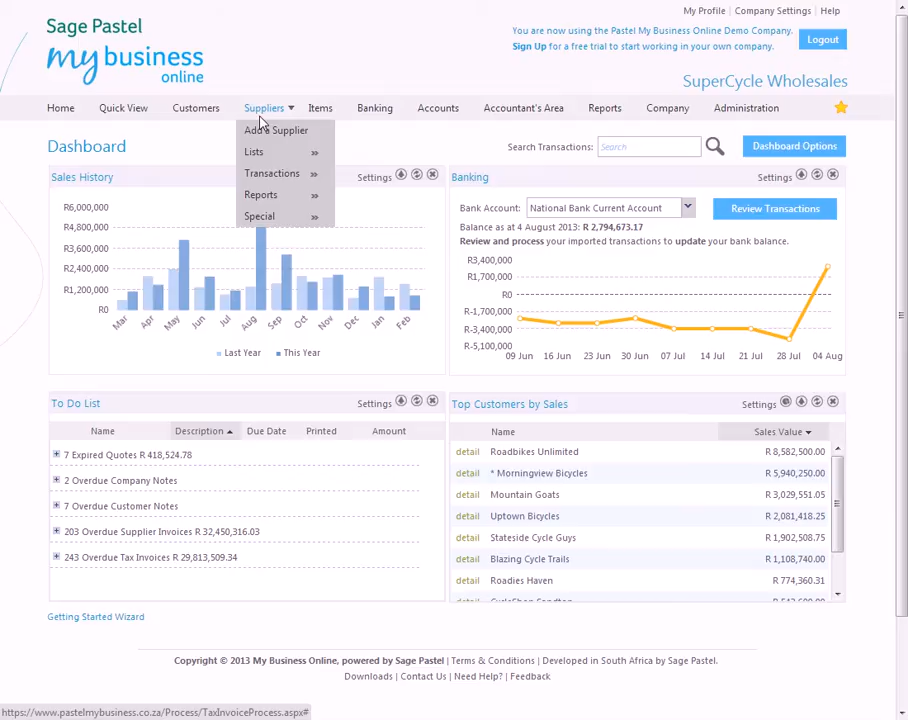 My Profile | Company Settings | Help
Sage Pastel
my business
online
You are now using the Pastel My Business Online Demo Company.
Sign Up for a free trial to start working in your own company.
Logout
SuperCycle Wholesales
Home Quick View Customers Suppliers Items Banking Accounts Accountant's Area Reports Company Administration
Add a Supplier
Lists »
Transactions »
Reports »
Special »
Dashboard
Search Transactions: Search
Dashboard Options
Sales History Settings
R6,000,000
R4,800,000
R3,600,000
R2,400,000
R1,200,000
R0
Mar Apr May Jun Jul Aug Sep Oct Nov Dec Jan Feb
Last Year This Year
Banking Settings
Bank Account: National Bank Current Account
Review Transactions
Balance as at 4 August 2013: R 2,794,673.17
Review and process your imported transactions to update your bank balance.
R3,400,000
R1,700,000
R0
R-1,700,000
R-3,400,000
R-5,100,000
09 Jun 16 Jun 23 Jun 30 Jun 07 Jul 14 Jul 21 Jul 28 Jul 04 Aug
To Do List Settings
Name Description Due Date Printed Amount
7 Expired Quotes R 418,524.78
2 Overdue Company Notes
7 Overdue Customer Notes
203 Overdue Supplier Invoices R 32,450,316.03
243 Overdue Tax Invoices R 29,813,509.34
Top Customers by Sales Settings
Name Sales Value
detail Roadbikes Unlimited R 8,582,500.00
detail * Morningview Bicycles R 5,940,250.00
detail Mountain Goats R 3,029,551.05
detail Uptown Bicycles R 2,081,418.25
detail Stateside Cycle Guys R 1,902,508.75
detail Blazing Cycle Trails R 1,108,740.00
detail Roadies Haven R 774,360.31
Getting Started Wizard
Copyright © 2013 My Business Online, powered by Sage Pastel | Terms & Conditions | Developed in South Africa by Sage Pastel.
Downloads | Contact Us | Need Help? | Feedback
https://www.pastelmybusiness.co.za/Process/TaxInvoiceProcess.aspx#